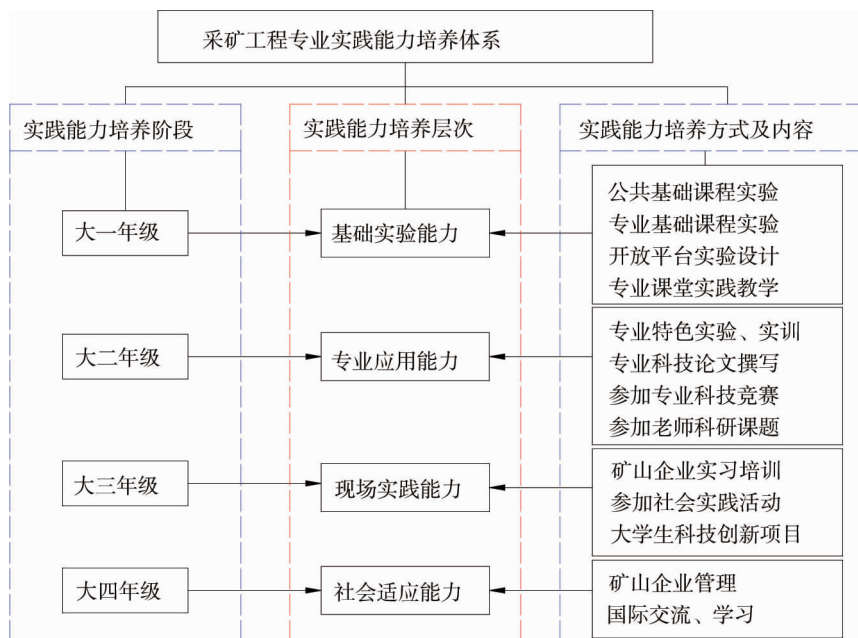 采矿工程专业实践能力培养体系
实践能力培养阶段
实践能力培养层次
实践能力培养方式及内容
大一年级
基础实验能力
公共基础课程实验
专业基础课程实验
开放平台实验设计
专业课堂实践教学
大二年级
专业应用能力
专业特色实验、实训
专业科技论文撰写
参加专业科技竞赛
参加老师科研课题
大三年级
现场实践能力
矿山企业实习培训
参加社会实践活动
大学生科技创新项目
大四年级
社会适应能力
矿山企业管理
国际交流、学习